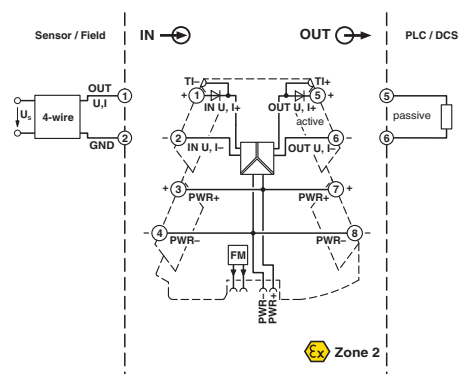 Sensor / Field
IN
OUT
PLC / DCS
TI–
TI+
OUT
U,I
1
+ 1
IN U, I+
OUT U, I+
5 +
5
Us
4-wire
active
passive
GND
2
– 2
IN U, I–
OUT U, I–
6 –
6
+ 3
PWR+
PWR+
7 +
– 4
PWR–
PWR–
8 –
FM
PWR–
PWR+
Ex Zone 2